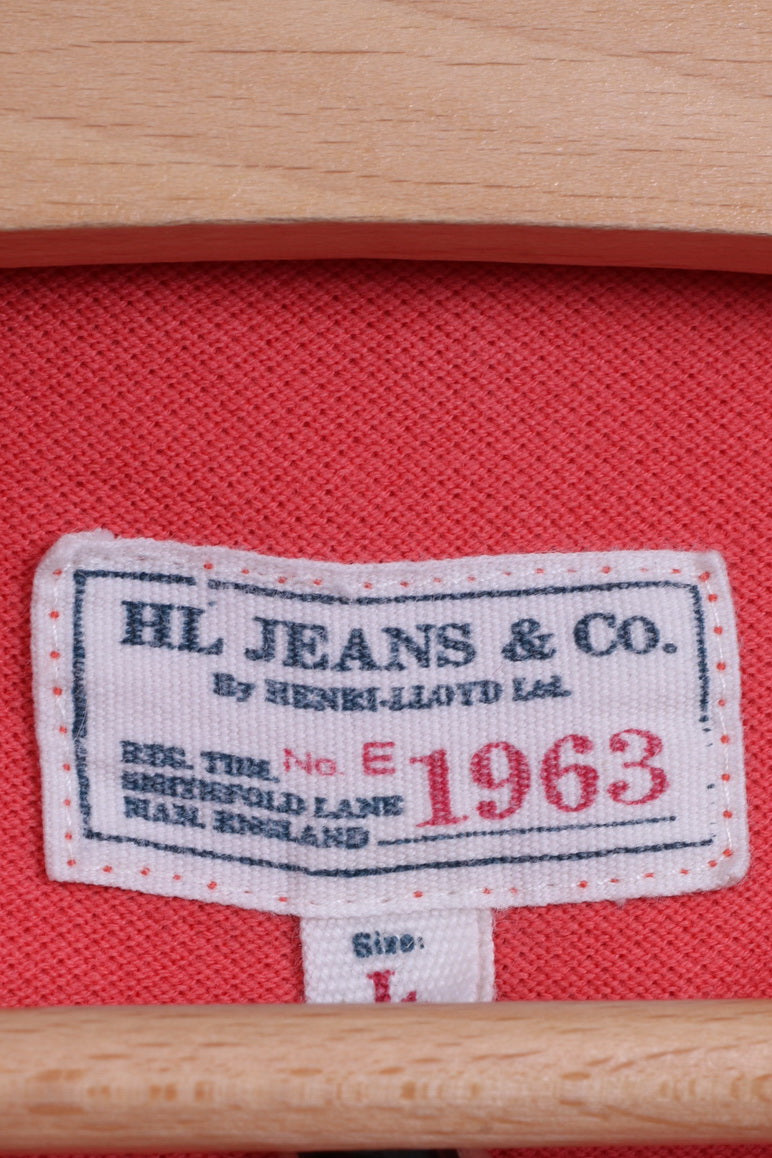 HL JEANS & CO.
By HENRI-LLOYD Ltd.
REG. TDM. No. E 1963
SMITHFOLD LANE
MAN. ENGLAND
Size:
L